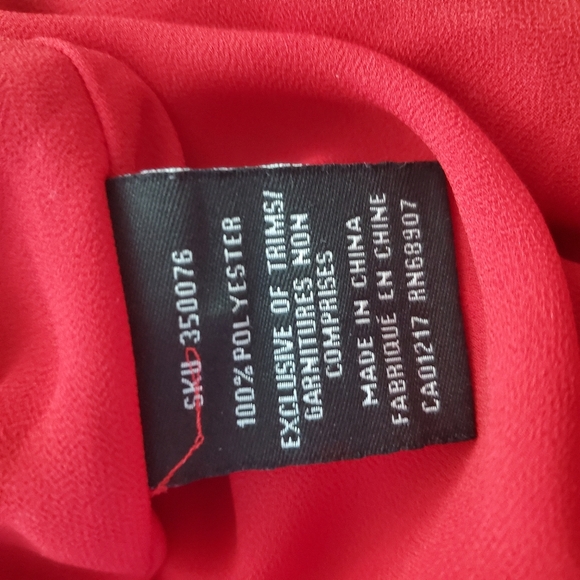 SKU 350076
100% POLYESTER
EXCLUSIVE OF TRIMS/
GARNITURES NON
COMPRISES
MADE IN CHINA
FABRIQUÉ EN CHINE
CA01217 RN68907